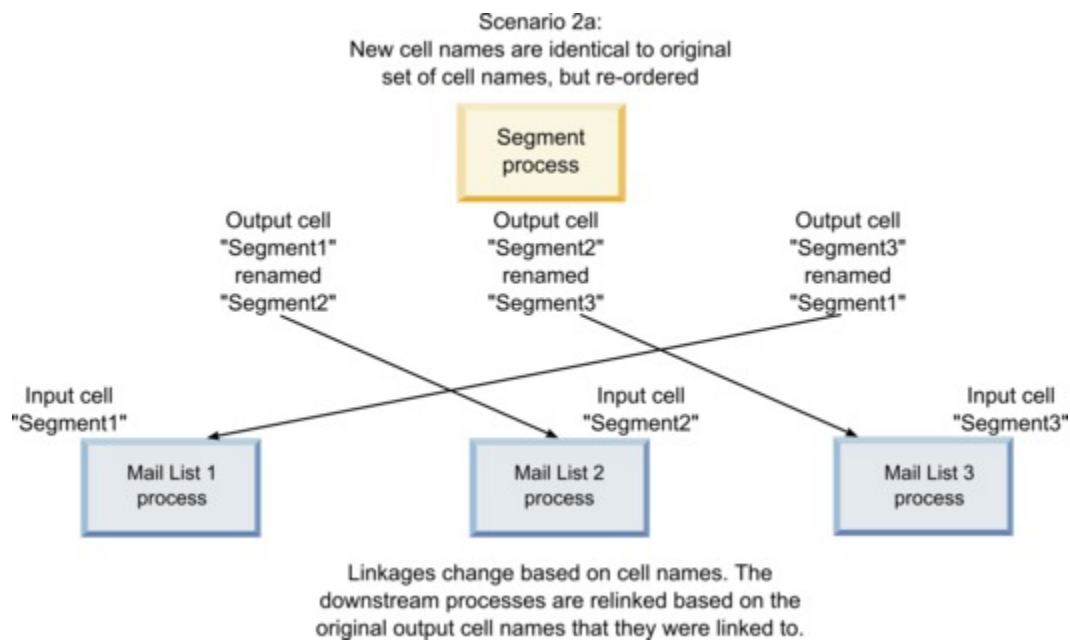 Scenario 2a:
New cell names are identical to original
set of cell names, but re-ordered
Segment
process
Output cell
"Segment1"
renamed
"Segment2"
Output cell
"Segment2"
renamed
"Segment3"
Output cell
"Segment3"
renamed
"Segment1"
Input cell
"Segment1"
Input cell
"Segment2"
Input cell
"Segment3"
Mail List 1
process
Mail List 2
process
Mail List 3
process
Linkages change based on cell names. The
downstream processes are relinked based on the
original output cell names that they were linked to.